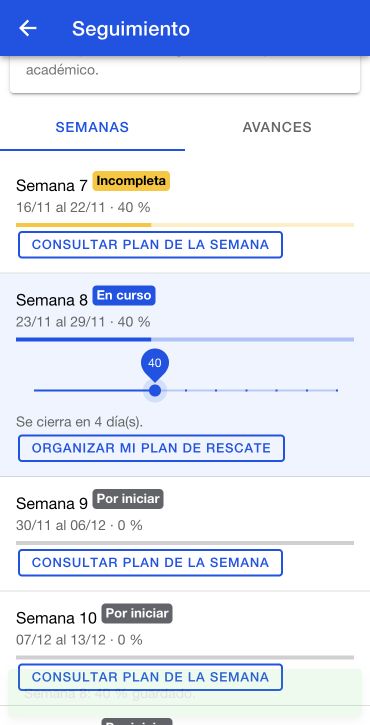 Seguimiento
académico.
SEMANAS
AVANCES
Semana 7 Incompleta
16/11 al 22/11 · 40 %
CONSULTAR PLAN DE LA SEMANA
Semana 8 En curso
23/11 al 29/11 · 40 %
40
Se cierra en 4 día(s).
ORGANIZAR MI PLAN DE RESCATE
Semana 9 Por iniciar
30/11 al 06/12 · 0 %
CONSULTAR PLAN DE LA SEMANA
Semana 10 Por iniciar
07/12 al 13/12 · 0 %
CONSULTAR PLAN DE LA SEMANA
Semana 8: 40 % guardado.
Por iniciar